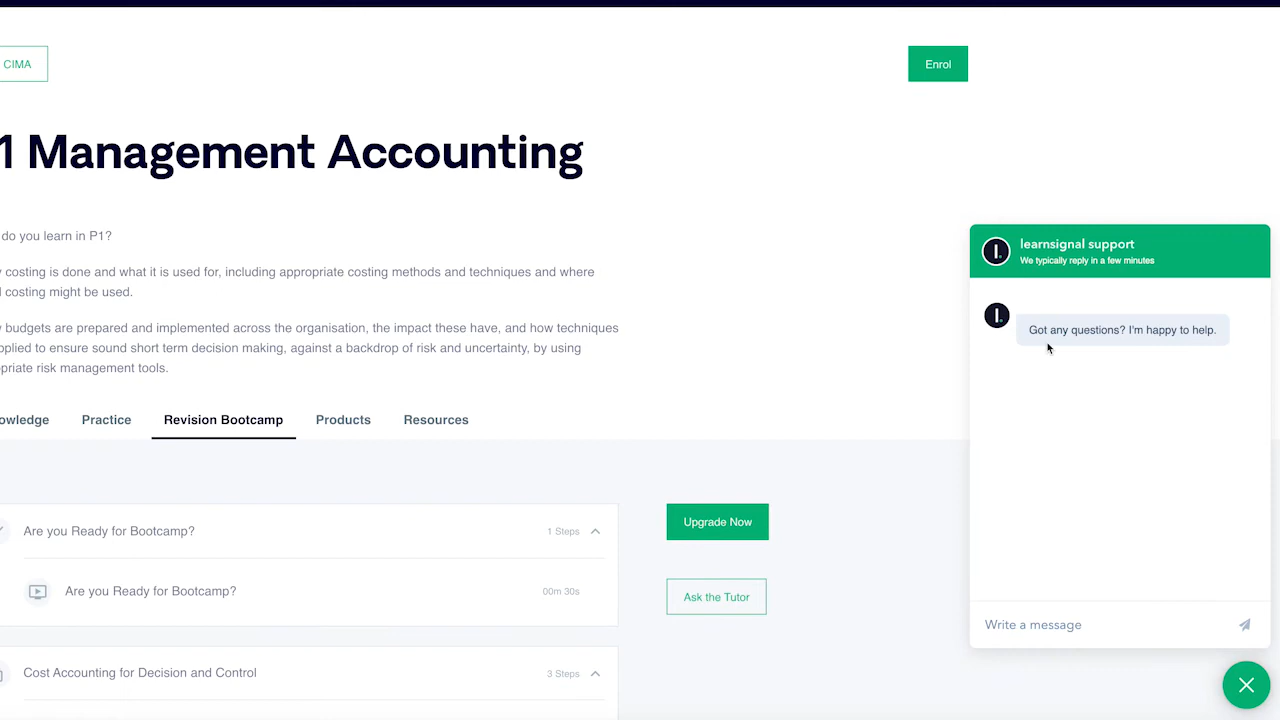 CIMA
Enrol
1 Management Accounting
do you learn in P1?
costing is done and what it is used for, including appropriate costing methods and techniques and where
costing might be used.
budgets are prepared and implemented across the organisation, the impact these have, and how techniques
pplied to ensure sound short term decision making, against a backdrop of risk and uncertainty, by using
priate risk management tools.
learnsignal support
We typically reply in a few minutes
Got any questions? I'm happy to help.
owledge Practice Revision Bootcamp Products Resources
Are you Ready for Bootcamp? 1 Steps
Upgrade Now
Are you Ready for Bootcamp? 00m 30s
Ask the Tutor
Write a message
Cost Accounting for Decision and Control 3 Steps